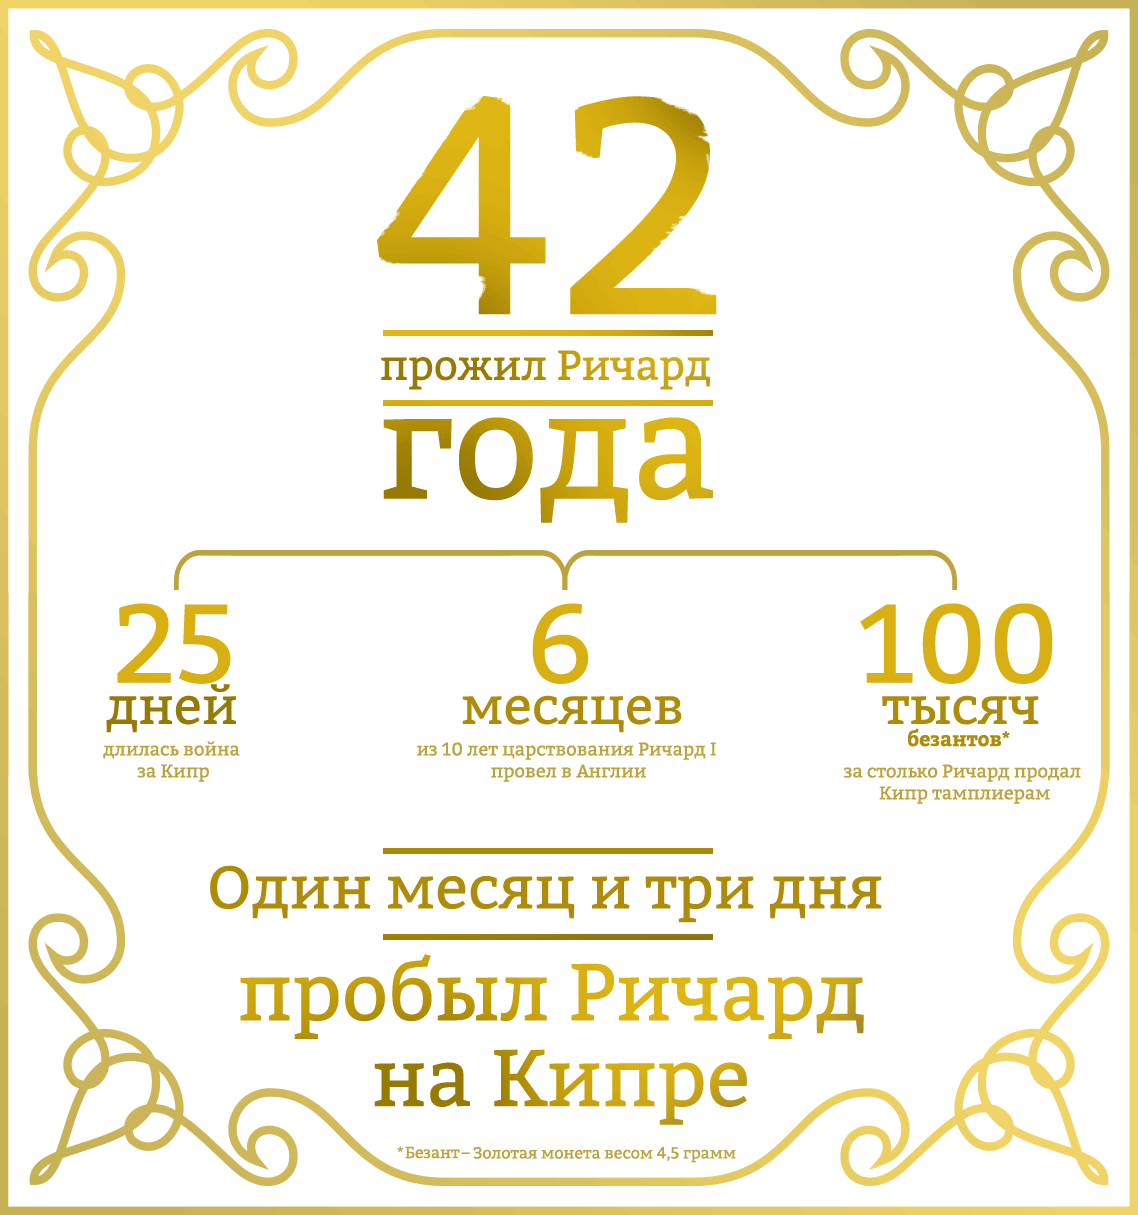 42
прожил Ричард
года
25
дней
длилась война
за Кипр
6
месяцев
из 10 лет царствования Ричард I
провел в Англии
100
тысяч
безантов*
за столько Ричард продал
Кипр тамплиерам
Один месяц и три дня
пробыл Ричард
на Кипре
*Безант – Золотая монета весом 4,5 грамм